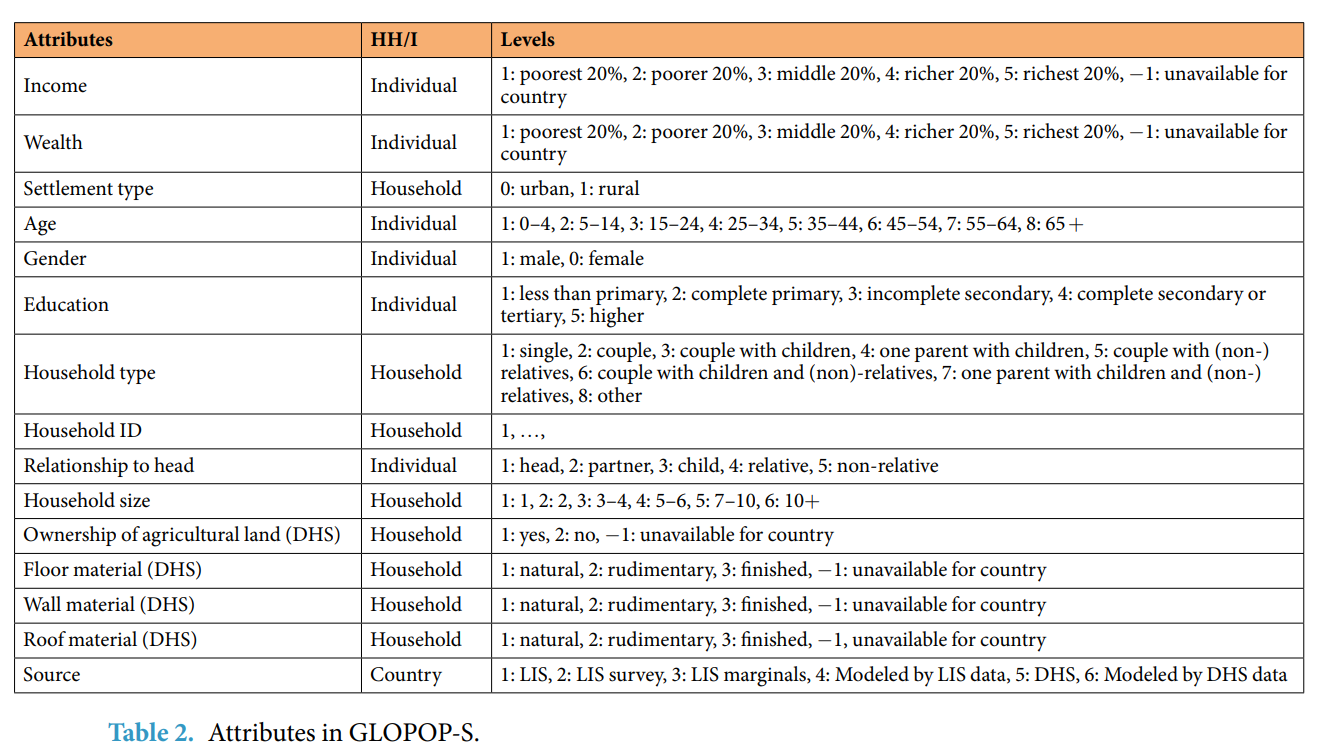 Attributes HH/I Levels
Income Individual 1: poorest 20%, 2: poorer 20%, 3: middle 20%, 4: richer 20%, 5: richest 20%, −1: unavailable for
country
Wealth Individual 1: poorest 20%, 2: poorer 20%, 3: middle 20%, 4: richer 20%, 5: richest 20%, −1: unavailable for
country
Settlement type Household 0: urban, 1: rural
Age Individual 1: 0–4, 2: 5–14, 3: 15–24, 4: 25–34, 5: 35–44, 6: 45–54, 7: 55–64, 8: 65+
Gender Individual 1: male, 0: female
Education Individual 1: less than primary, 2: complete primary, 3: incomplete secondary, 4: complete secondary or
tertiary, 5: higher
Household type Household 1: single, 2: couple, 3: couple with children, 4: one parent with children, 5: couple with (non-)
relatives, 6: couple with children and (non)-relatives, 7: one parent with children and (non-)
relatives, 8: other
Household ID Household 1, …,
Relationship to head Individual 1: head, 2: partner, 3: child, 4: relative, 5: non-relative
Household size Household 1: 1, 2: 2, 3: 3–4, 4: 5–6, 5: 7–10, 6: 10+
Ownership of agricultural land (DHS) Household 1: yes, 2: no, −1: unavailable for country
Floor material (DHS) Household 1: natural, 2: rudimentary, 3: finished, −1: unavailable for country
Wall material (DHS) Household 1: natural, 2: rudimentary, 3: finished, −1: unavailable for country
Roof material (DHS) Household 1: natural, 2: rudimentary, 3: finished, −1, unavailable for country
Source Country 1: LIS, 2: LIS survey, 3: LIS marginals, 4: Modeled by LIS data, 5: DHS, 6: Modeled by DHS data
Table 2. Attributes in GLOPOP-S.